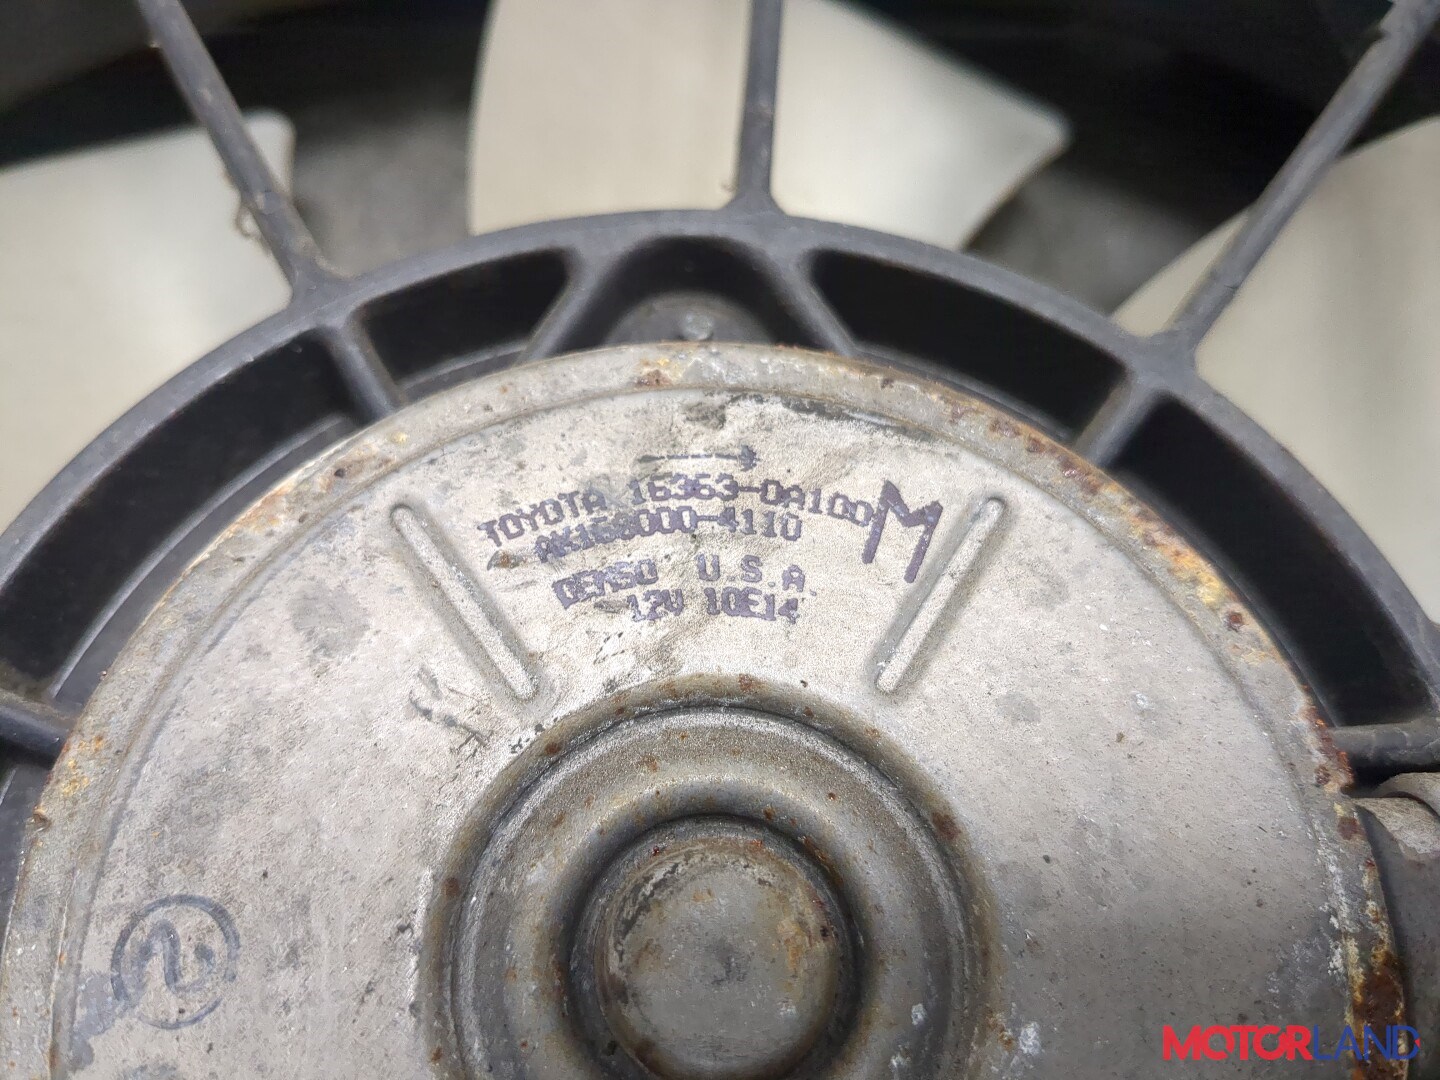 TOYOTA 16363-0A100 M
AK168000-4110
DENSO U.S.A.
12V 10E14
MOTORLAND